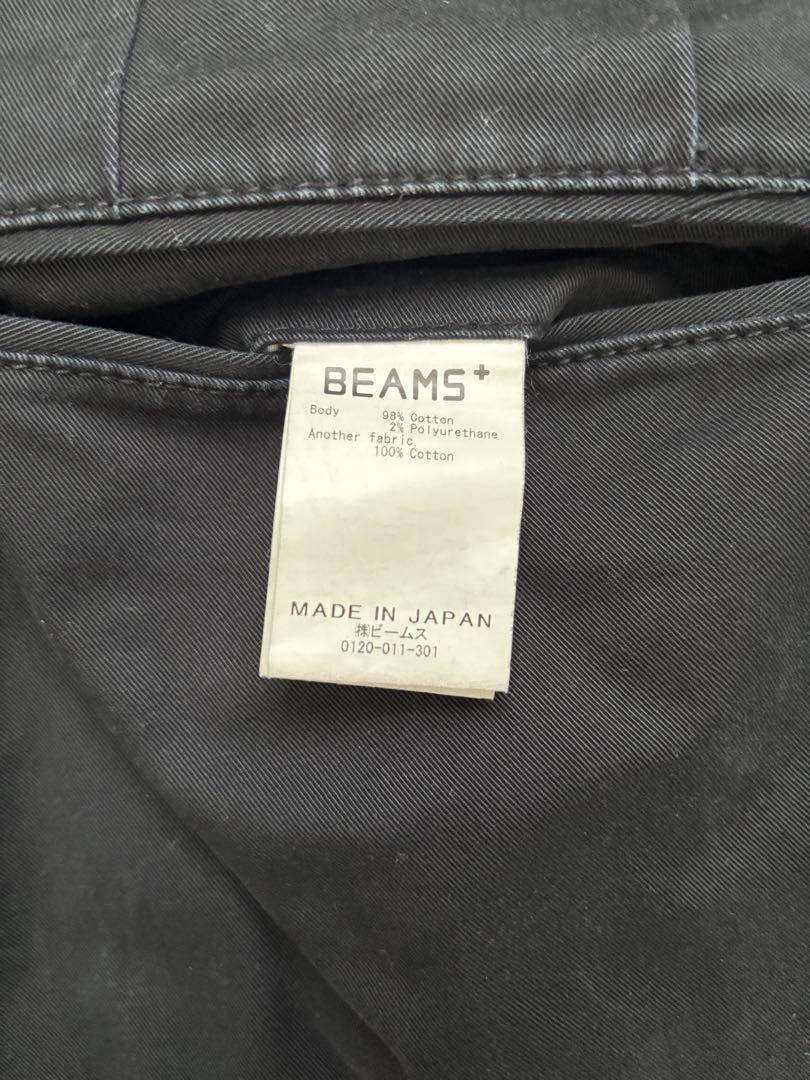 BEAMS+
Body 98% Cotton
2% Polyurethane
Another fabric
100% Cotton
MADE IN JAPAN
㈱ビームス
0120-011-301